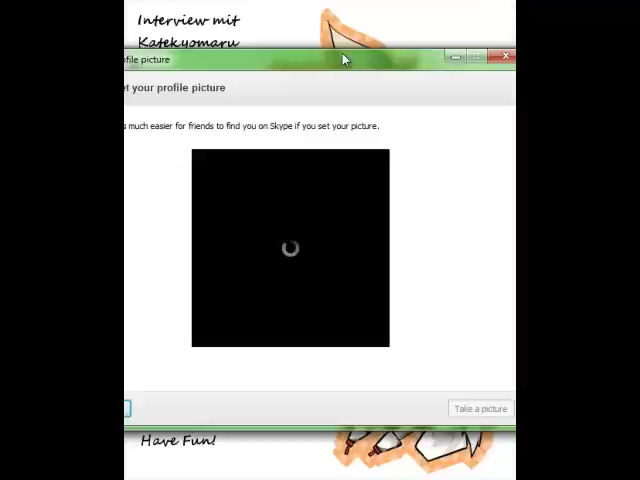 Interview mit
Katekyomaru
ofile picture
et your profile picture
s much easier for friends to find you on Skype if you set your picture.
Take a picture
Have Fun!